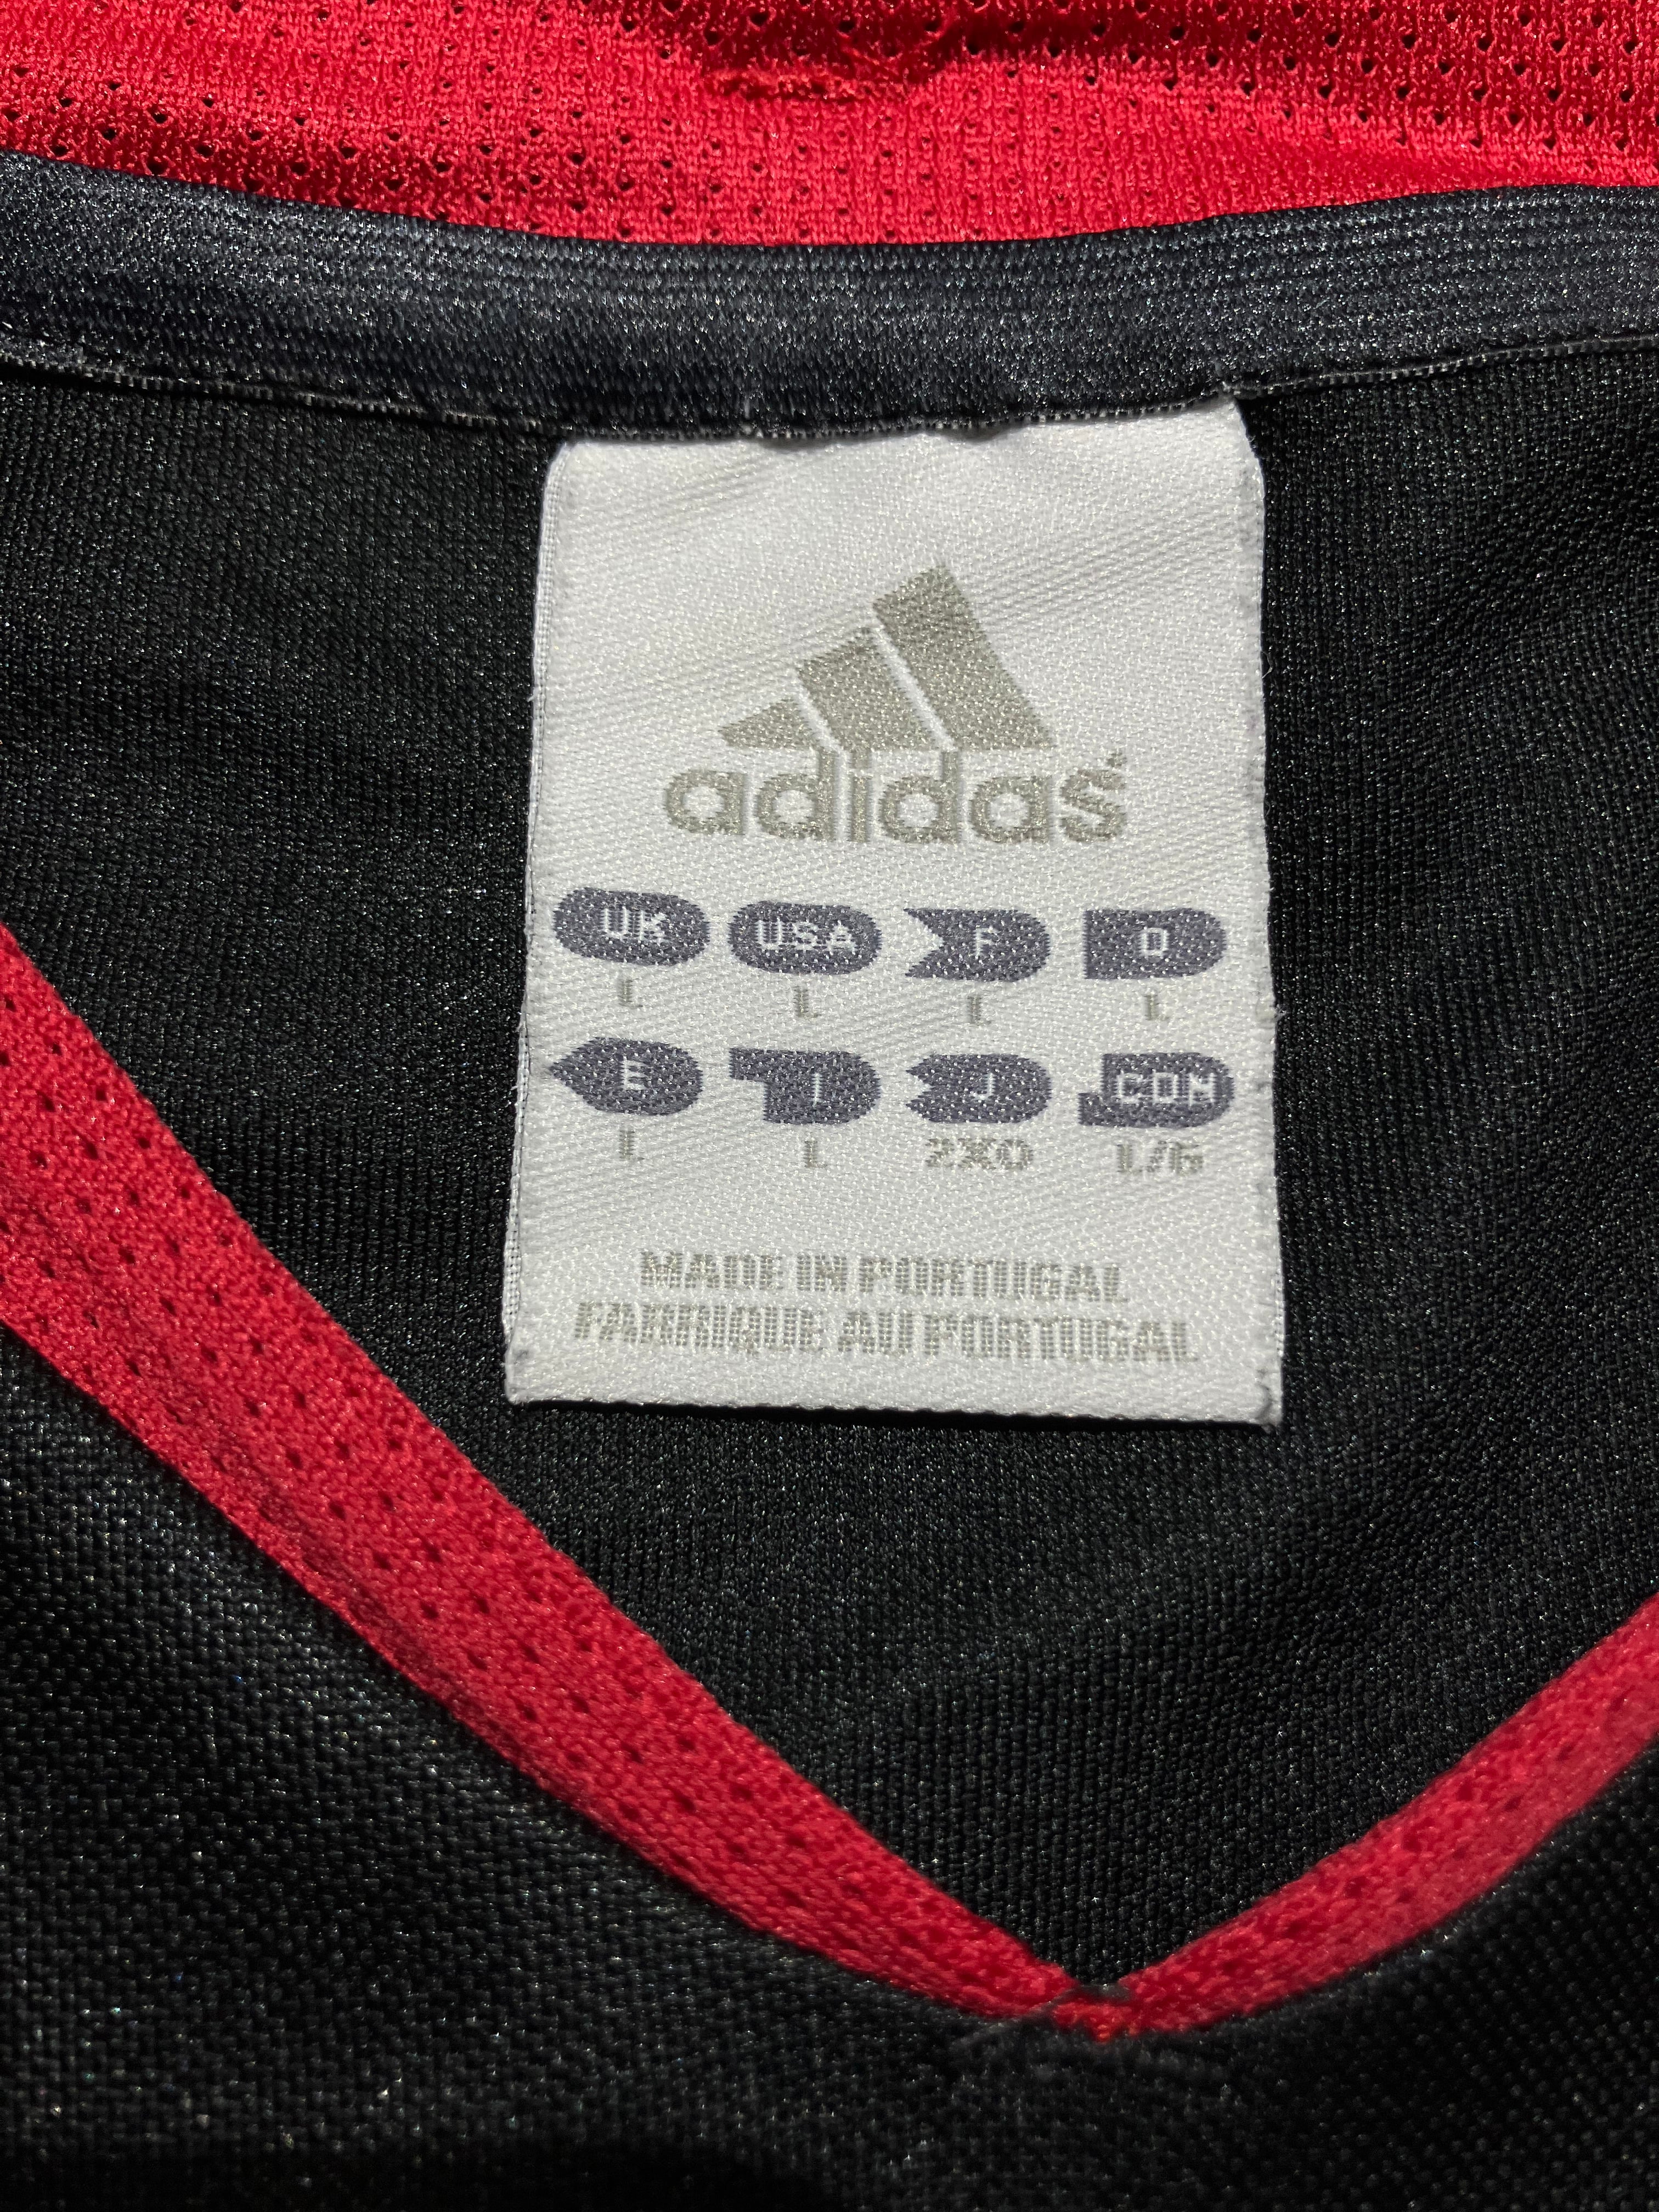 adidas®
UK USA F D
L L L L
E I J COM
L L 2XO L/G
MADE IN PORTUGAL
FABRIQUE AU PORTUGAL